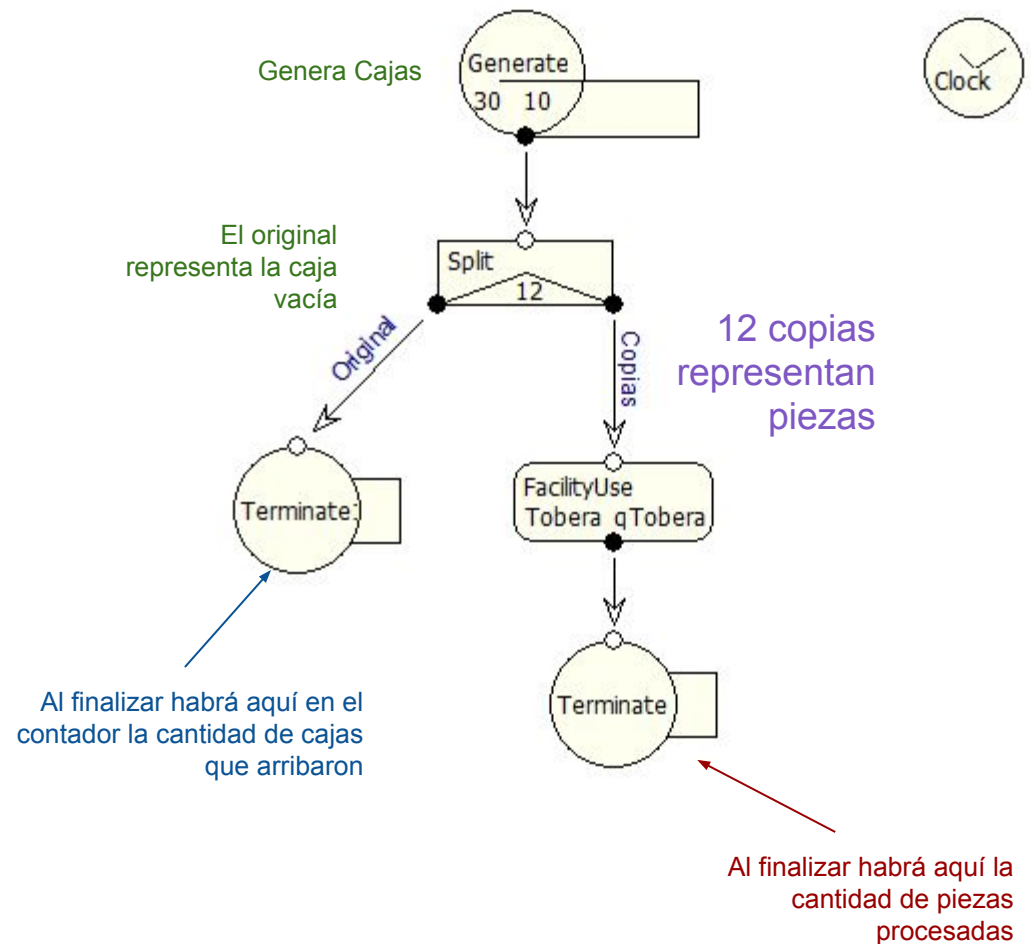 Genera Cajas
Generate
30 10
Clock
El original
representa la caja
vacía
Split
12
Original
Copias
12 copias
representan
piezas
Terminate
FacilityUse
Tobera qTobera
Terminate
Al finalizar habrá aquí en el
contador la cantidad de cajas
que arribaron
Al finalizar habrá aquí la
cantidad de piezas
procesadas